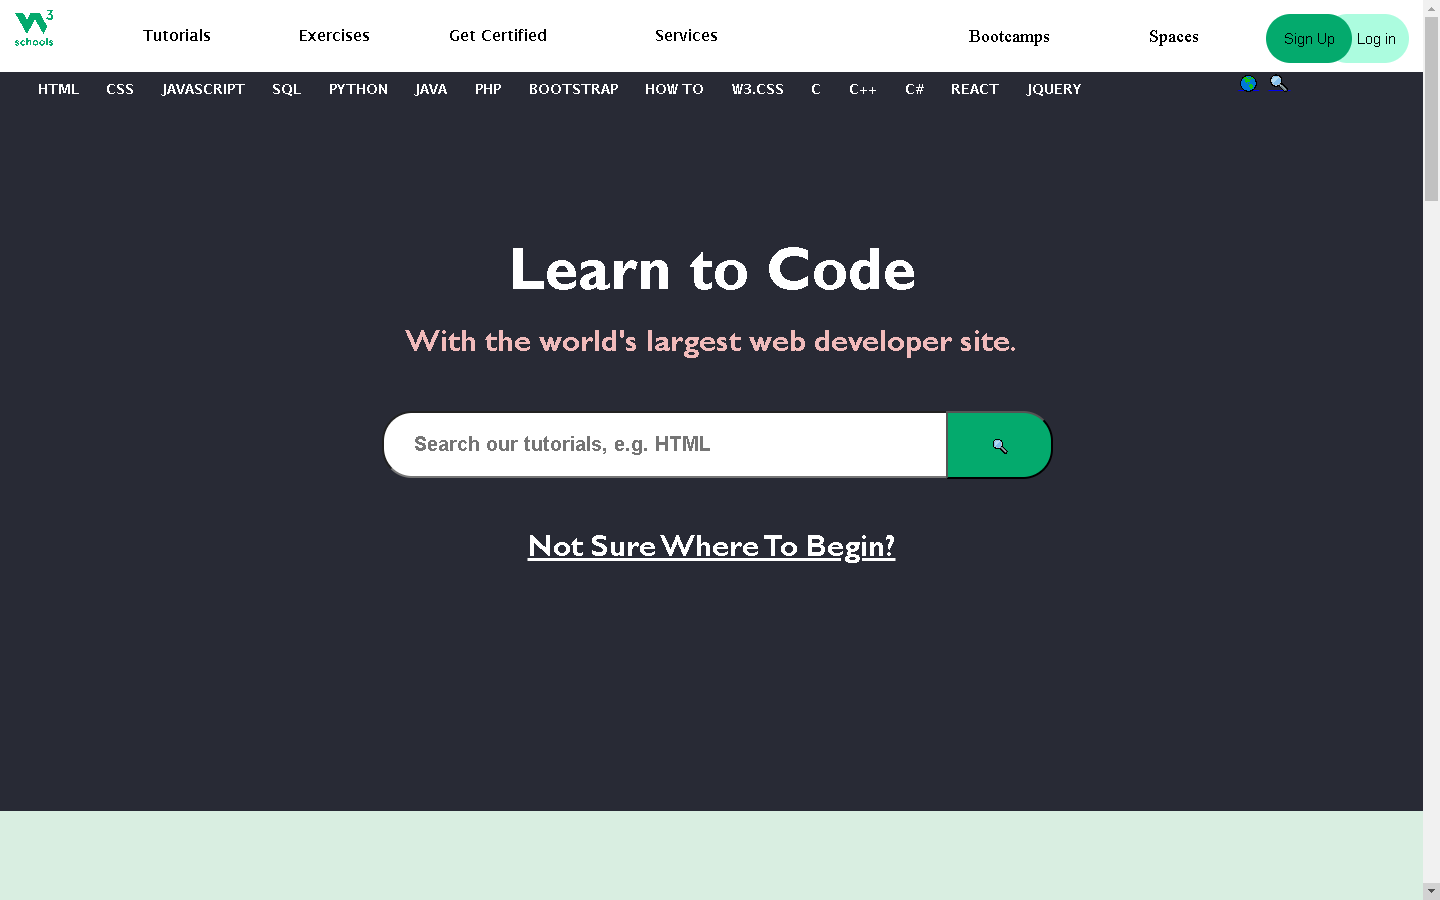 W3 schools
Tutorials Exercises Get Certified Services Bootcamps Spaces Sign Up Log in
HTML CSS JAVASCRIPT SQL PYTHON JAVA PHP BOOTSTRAP HOW TO W3.CSS C C++ C# REACT JQUERY
Learn to Code
With the world's largest web developer site.
Search our tutorials, e.g. HTML
Not Sure Where To Begin?